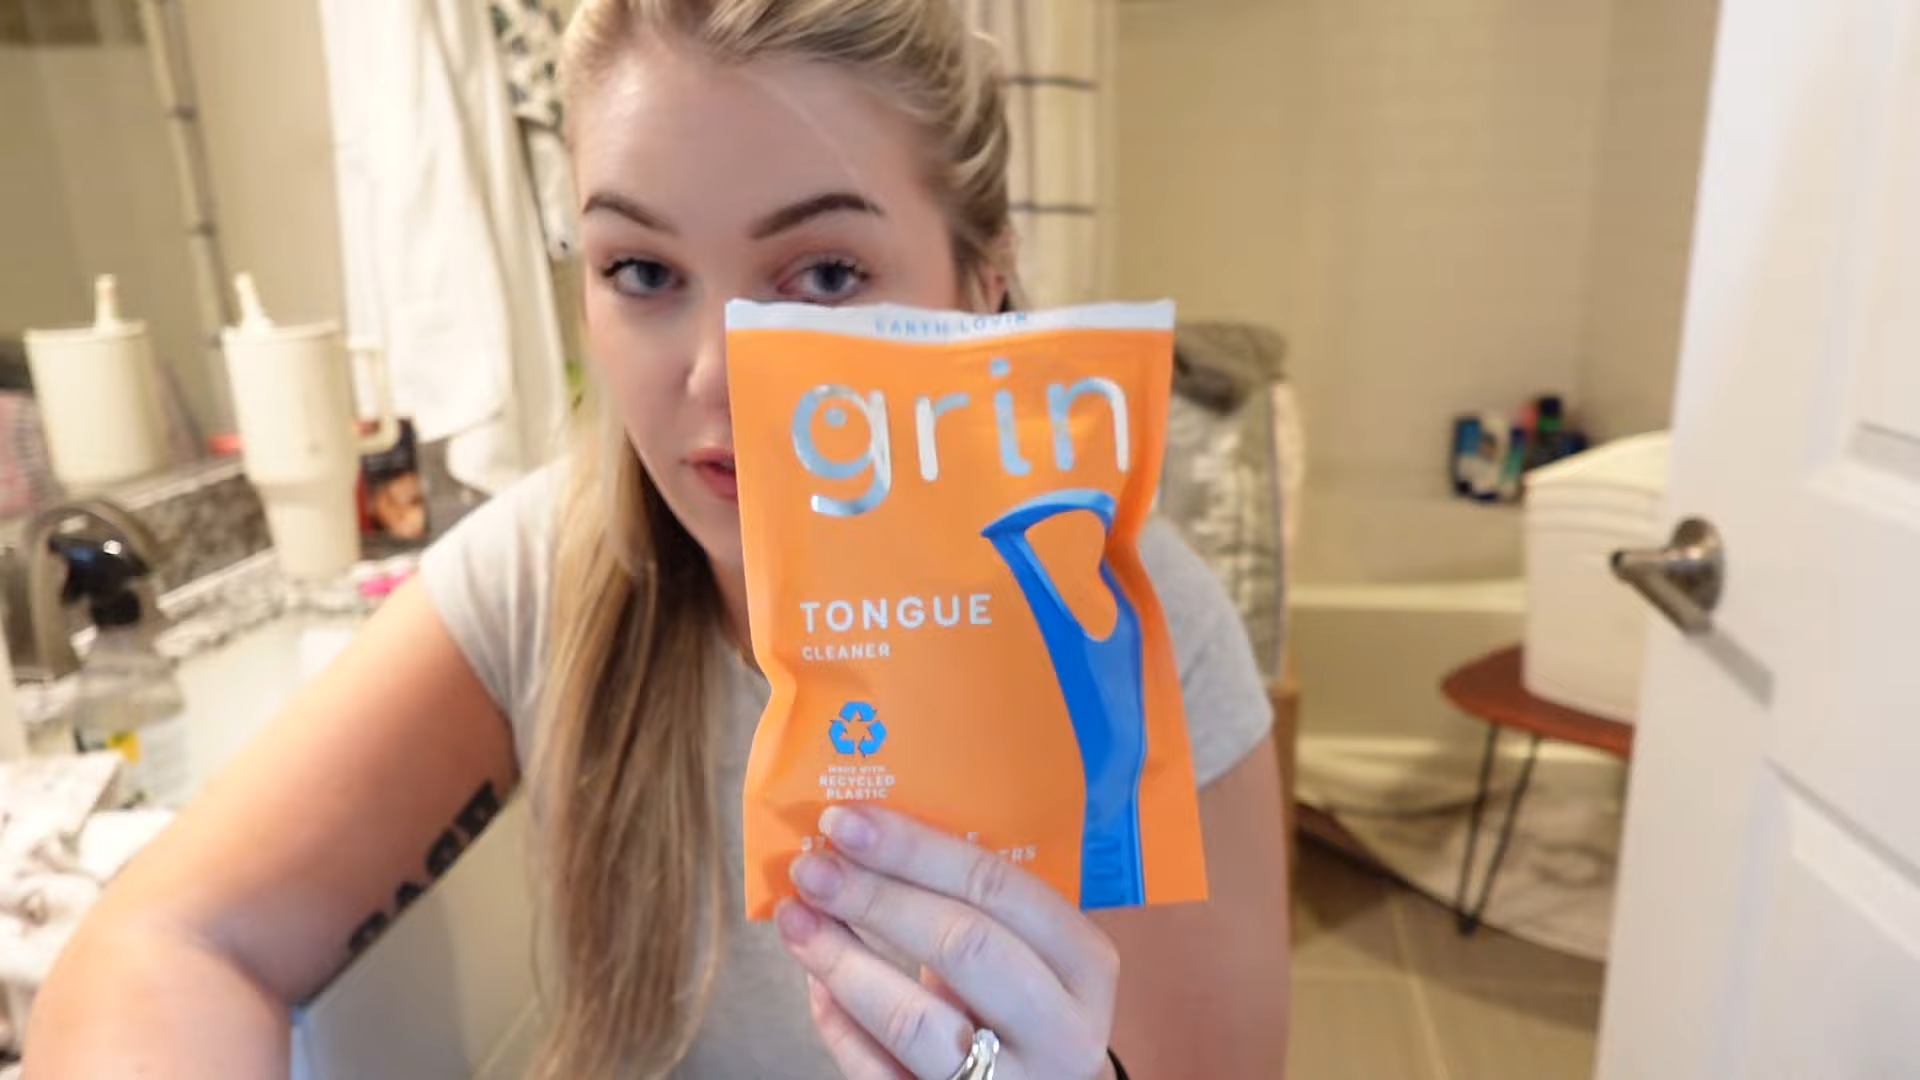 EARTH LOVIN'
grin
TONGUE
CLEANER
MADE WITH
RECYCLED
PLASTIC